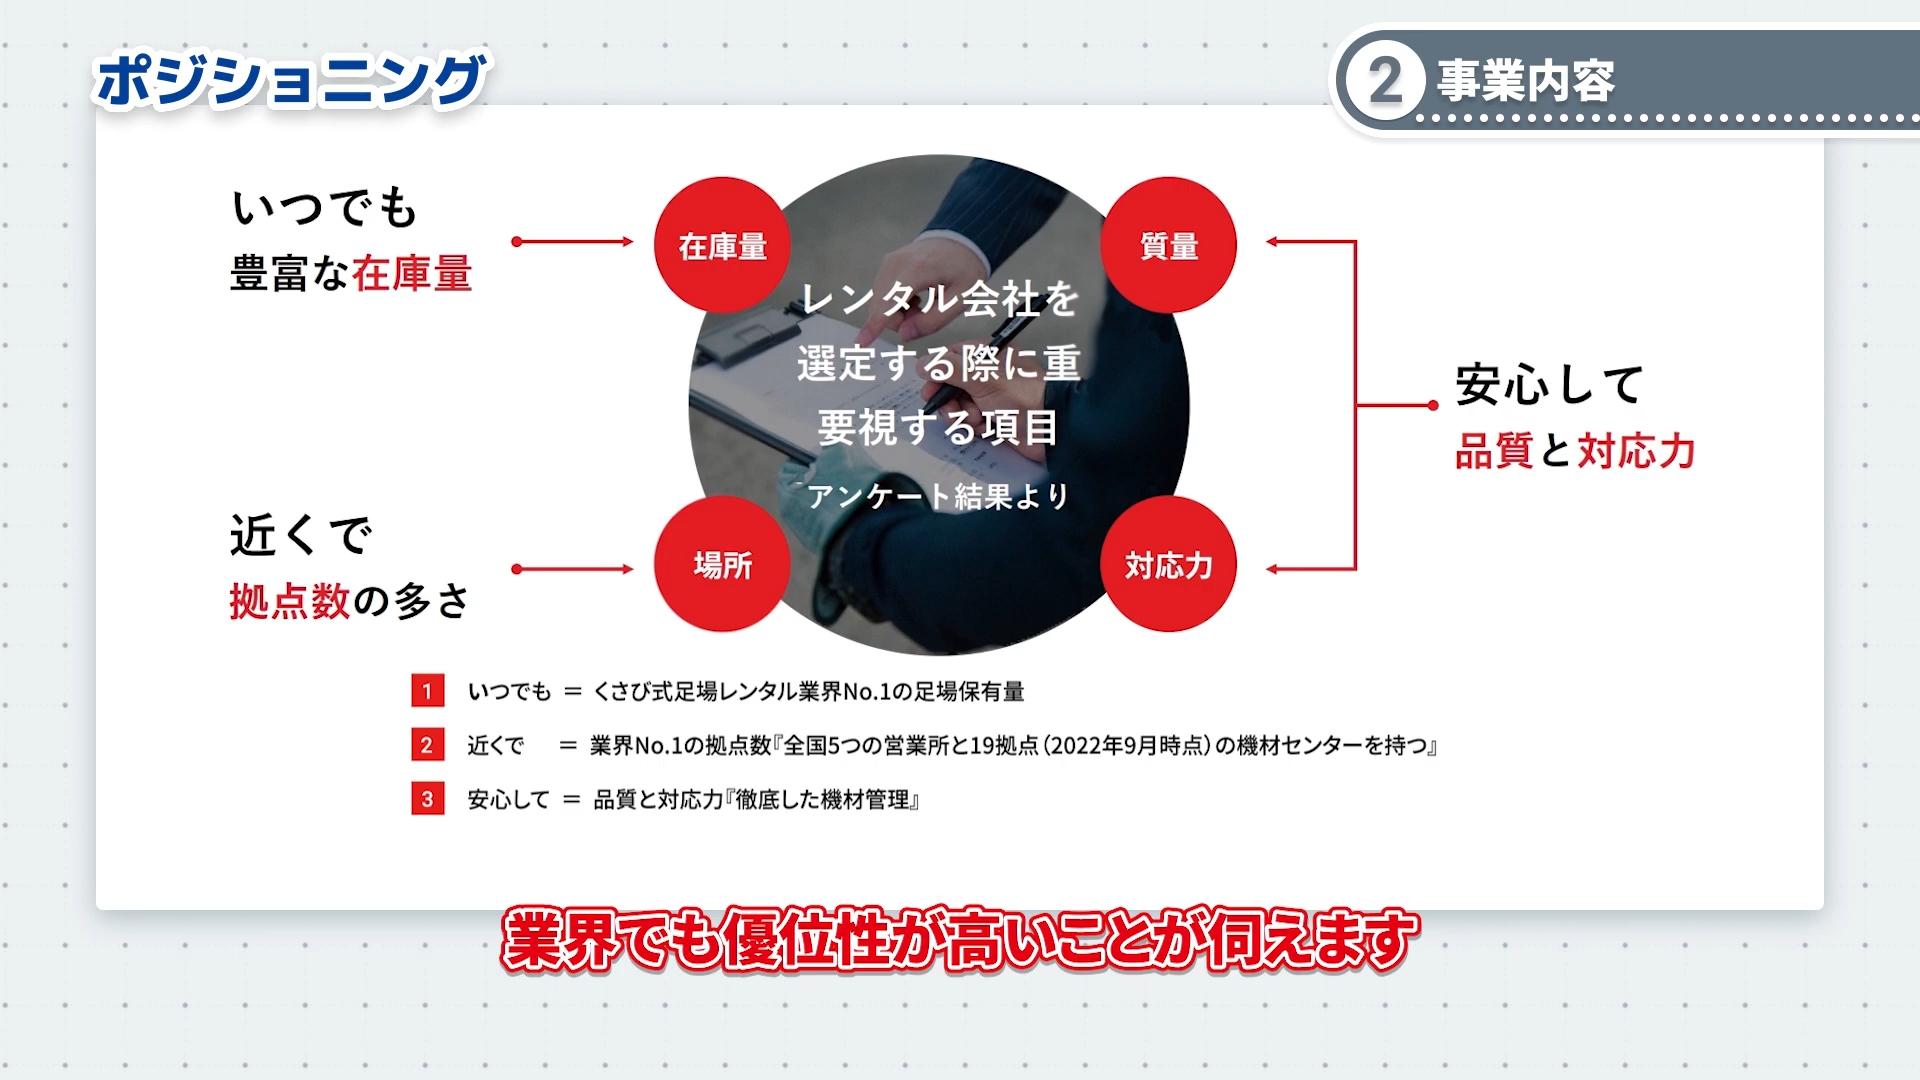 ポジショニング
2 事業内容
いつでも
豊富な在庫量
在庫量
質量
レンタル会社を
選定する際に重
要視する項目
アンケート結果より
安心して
品質と対応力
近くで
拠点数の多さ
場所
対応力
1 いつでも = くさび式足場レンタル業界No.1の足場保有量
2 近くで = 業界No.1の拠点数『全国5つの営業所と19拠点（2022年9月時点）の機材センターを持つ』
3 安心して = 品質と対応力『徹底した機材管理』
業界でも優位性が高いことが伺えます